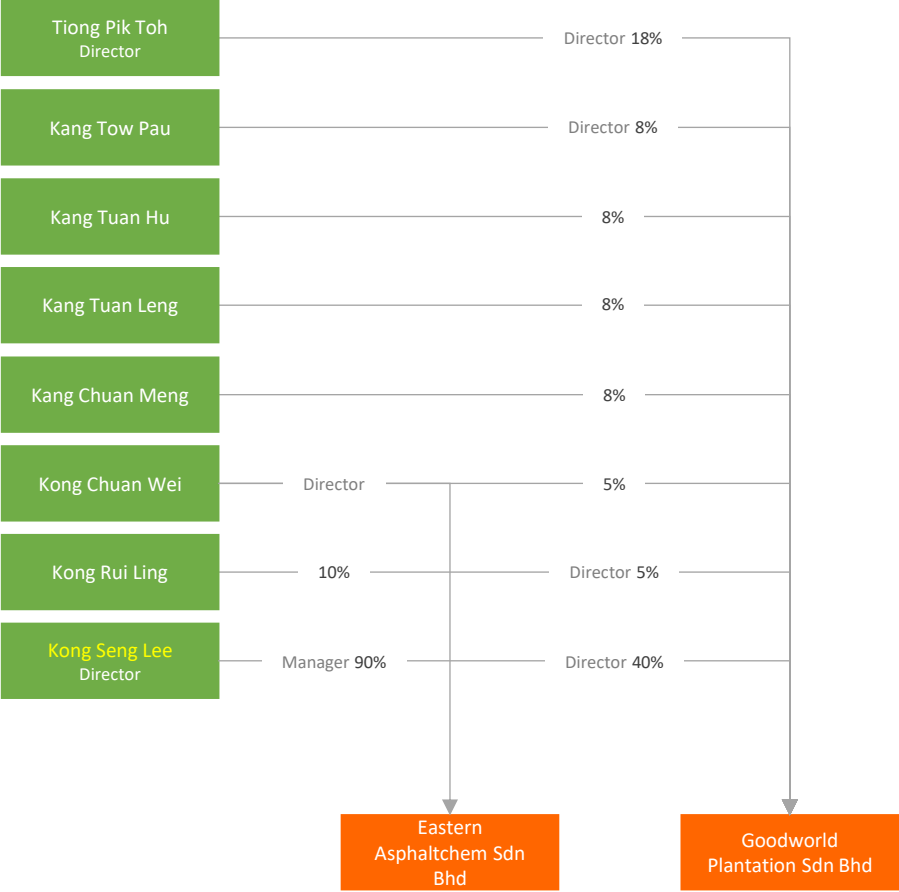 Tiong Pik Toh
Director
Director 18%
Kang Tow Pau
Director 8%
Kang Tuan Hu
8%
Kang Tuan Leng
8%
Kang Chuan Meng
8%
Kong Chuan Wei
Director
5%
Kong Rui Ling
10%
Director 5%
Kong Seng Lee
Director
Manager 90%
Director 40%
Eastern
Asphaltchem Sdn
Bhd
Goodworld
Plantation Sdn Bhd